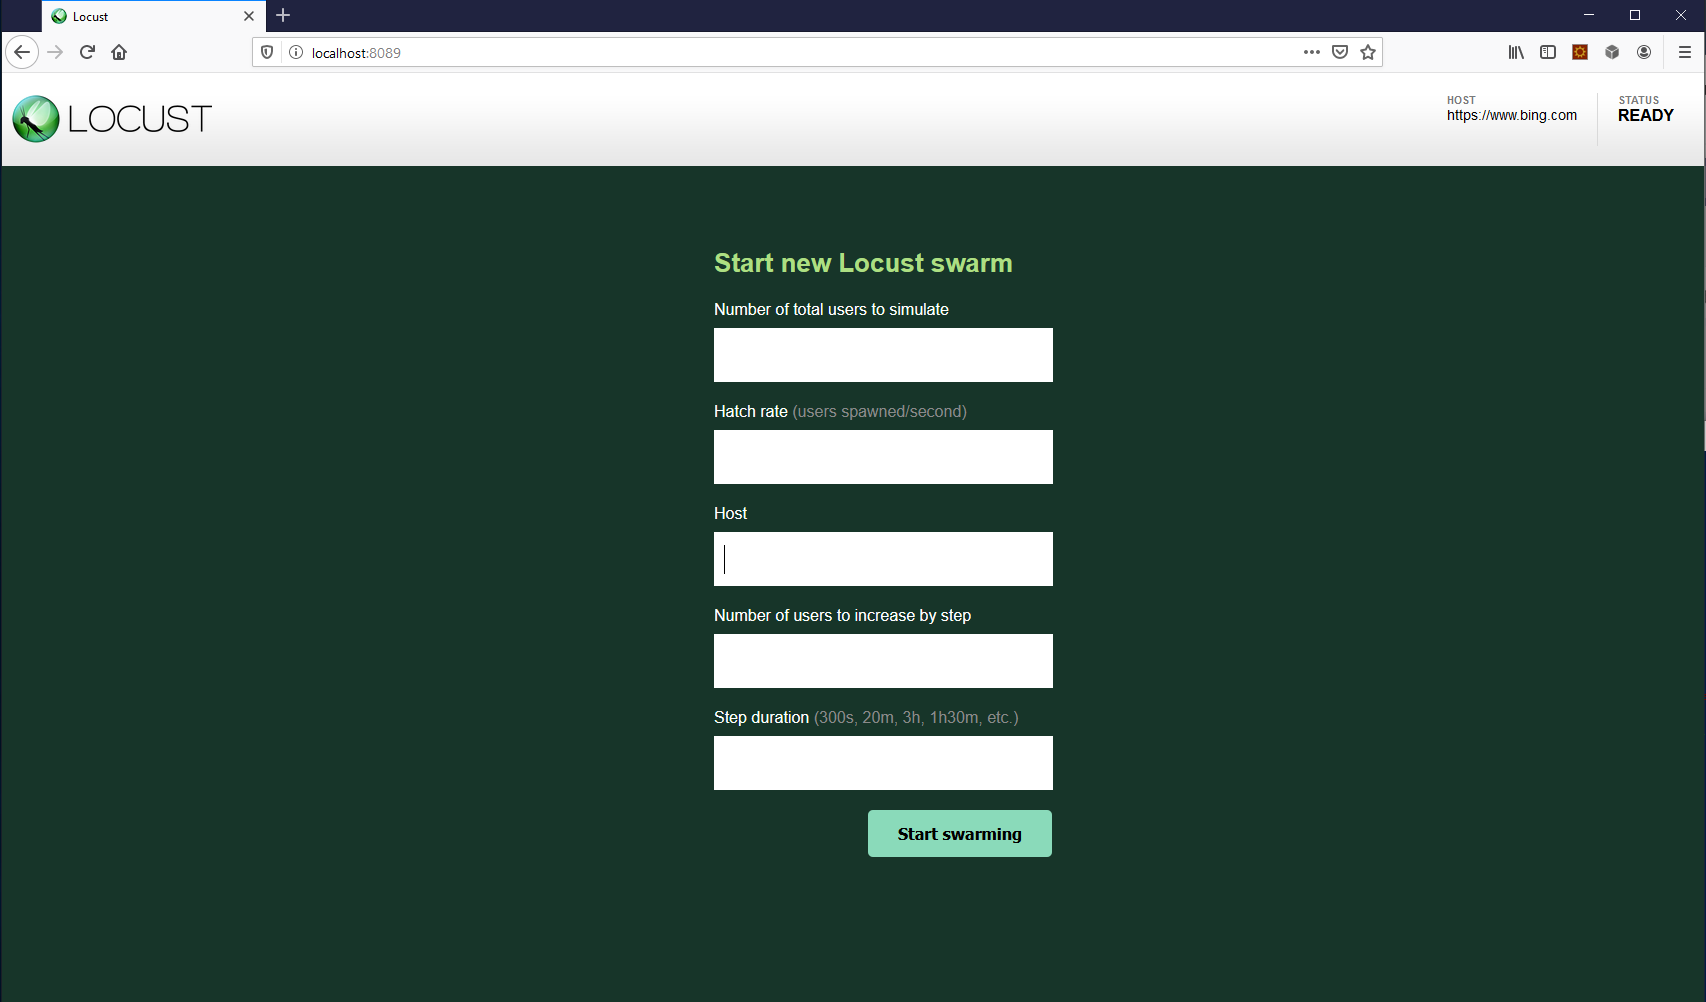 Locust
localhost:8089
LOCUST
HOST
https://www.bing.com
STATUS
READY
Start new Locust swarm
Number of total users to simulate
Hatch rate (users spawned/second)
Host
Number of users to increase by step
Step duration (300s, 20m, 3h, 1h30m, etc.)
Start swarming